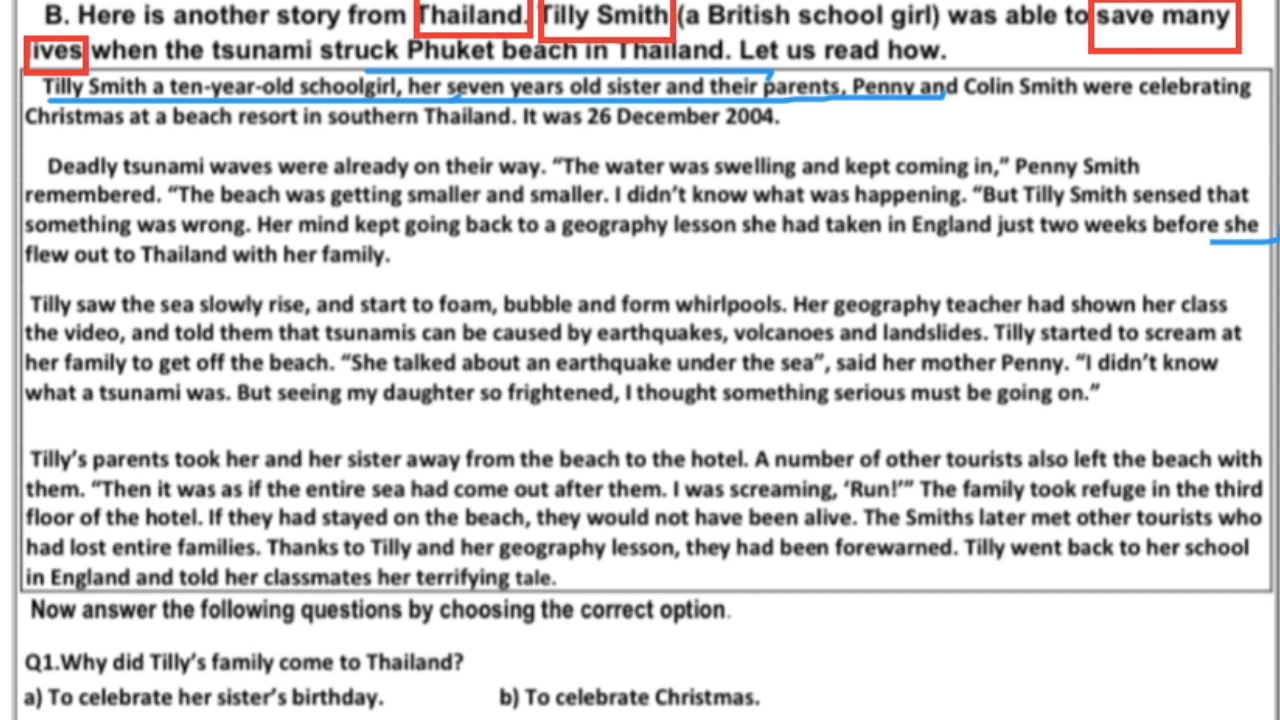 B. Here is another story from Thailand. Tilly Smith (a British school girl) was able to save many
lives when the tsunami struck Phuket beach in Thailand. Let us read how.
Tilly Smith a ten-year-old schoolgirl, her seven years old sister and their parents, Penny and Colin Smith were celebrating
Christmas at a beach resort in southern Thailand. It was 26 December 2004.
Deadly tsunami waves were already on their way. “The water was swelling and kept coming in,” Penny Smith
remembered. “The beach was getting smaller and smaller. I didn’t know what was happening. “But Tilly Smith sensed that
something was wrong. Her mind kept going back to a geography lesson she had taken in England just two weeks before she
flew out to Thailand with her family.
Tilly saw the sea slowly rise, and start to foam, bubble and form whirlpools. Her geography teacher had shown her class
the video, and told them that tsunamis can be caused by earthquakes, volcanoes and landslides. Tilly started to scream at
her family to get off the beach. “She talked about an earthquake under the sea”, said her mother Penny. “I didn’t know
what a tsunami was. But seeing my daughter so frightened, I thought something serious must be going on.”
Tilly’s parents took her and her sister away from the beach to the hotel. A number of other tourists also left the beach with
them. “Then it was as if the entire sea had come out after them. I was screaming, ‘Run!’” The family took refuge in the third
floor of the hotel. If they had stayed on the beach, they would not have been alive. The Smiths later met other tourists who
had lost entire families. Thanks to Tilly and her geography lesson, they had been forewarned. Tilly went back to her school
in England and told her classmates her terrifying tale.
Now answer the following questions by choosing the correct option.
Q1.Why did Tilly’s family come to Thailand?
a) To celebrate her sister’s birthday. b) To celebrate Christmas.